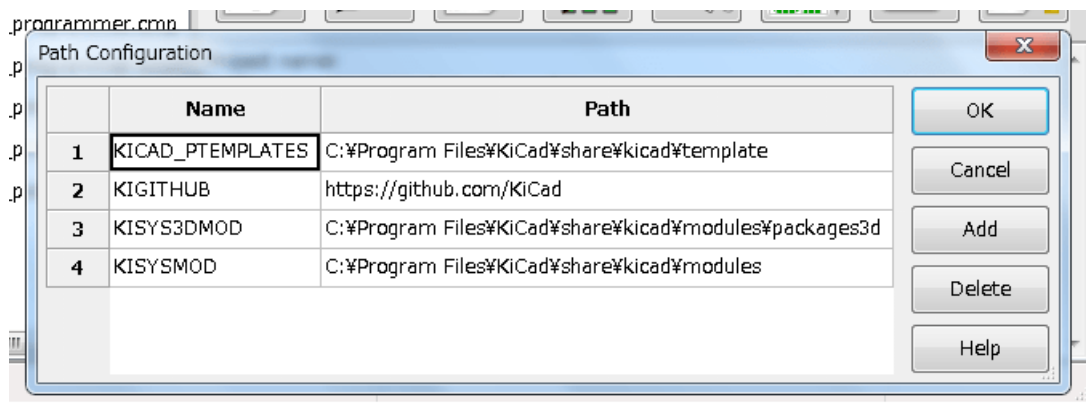 _programmer.cmp
Path Configuration
Name Path
1 KICAD_PTEMPLATES C:¥Program Files¥KiCad¥share¥kicad¥template
2 KIGITHUB https://github.com/KiCad
3 KISYS3DMOD C:¥Program Files¥KiCad¥share¥kicad¥modules¥packages3d
4 KISYSMOD C:¥Program Files¥KiCad¥share¥kicad¥modules
OK
Cancel
Add
Delete
Help